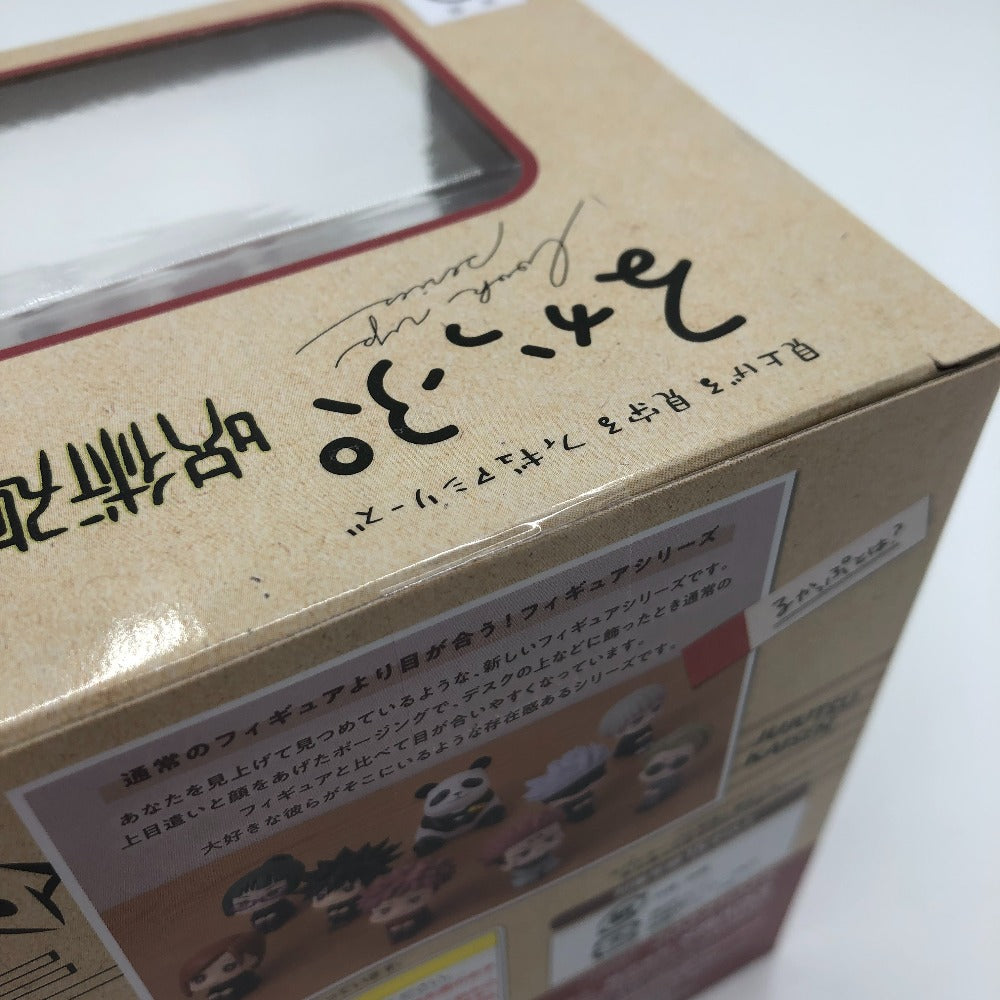 見上げる 見守る フィギュアシリーズ
るかっぷ
Look up
series
呪術廻
るかっぷとは?
通常のフィギュアより目が合う!フィギュアシリーズ
あなたを見上げて見つめているような、新しいフィギュアシリーズです。
上目遣いと顔をあげたポージングで、デスクの上などに飾ったとき通常の
フィギュアと比べて目が合いやすくなっています。
大好きな彼らがそこにいるような存在感あるシリーズです。
JUJUTSU
KAISEN